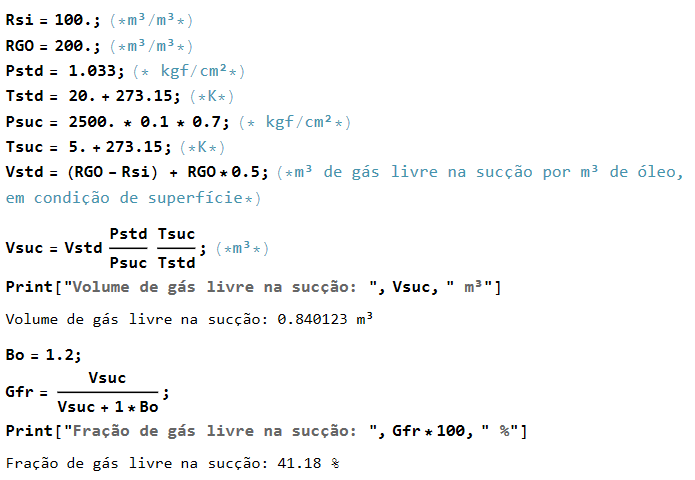 Rsi = 100.; (*m³/m³*)
RGO = 200.; (*m³/m³*)
Pstd = 1.033; (* kgf/cm²*)
Tstd = 20. + 273.15; (*K*)
Psuc = 2500. * 0.1 * 0.7; (* kgf/cm²*)
Tsuc = 5. + 273.15; (*K*)
Vstd = (RGO - Rsi) + RGO * 0.5; (*m³ de gás livre na sucção por m³ de óleo,
em condição de superfície*)
Pstd Tsuc
Vsuc = Vstd ; (*m³*)
Psuc Tstd
Print["Volume de gás livre na sucção: ", Vsuc, " m³"]
Volume de gás livre na sucção: 0.840123 m³
Bo = 1.2;
Vsuc
Gfr = ;
Vsuc + 1 * Bo
Print["Fração de gás livre na sucção: ", Gfr * 100, " %"]
Fração de gás livre na sucção: 41.18 %